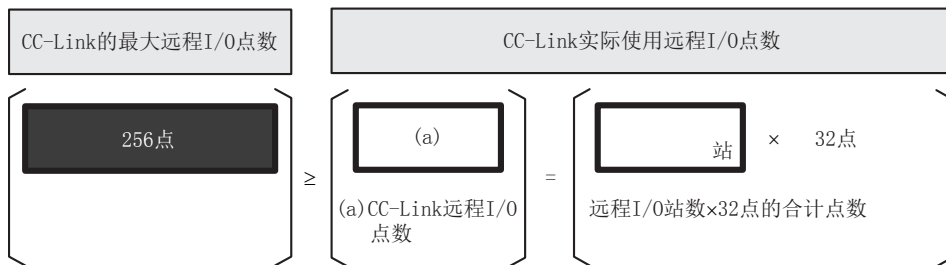 CC-Link的最大远程I/O点数
CC-Link实际使用远程I/O点数
256点
≥
(a)
(a)CC-Link远程I/O
点数
=
站 × 32点
远程I/O站数×32点的合计点数